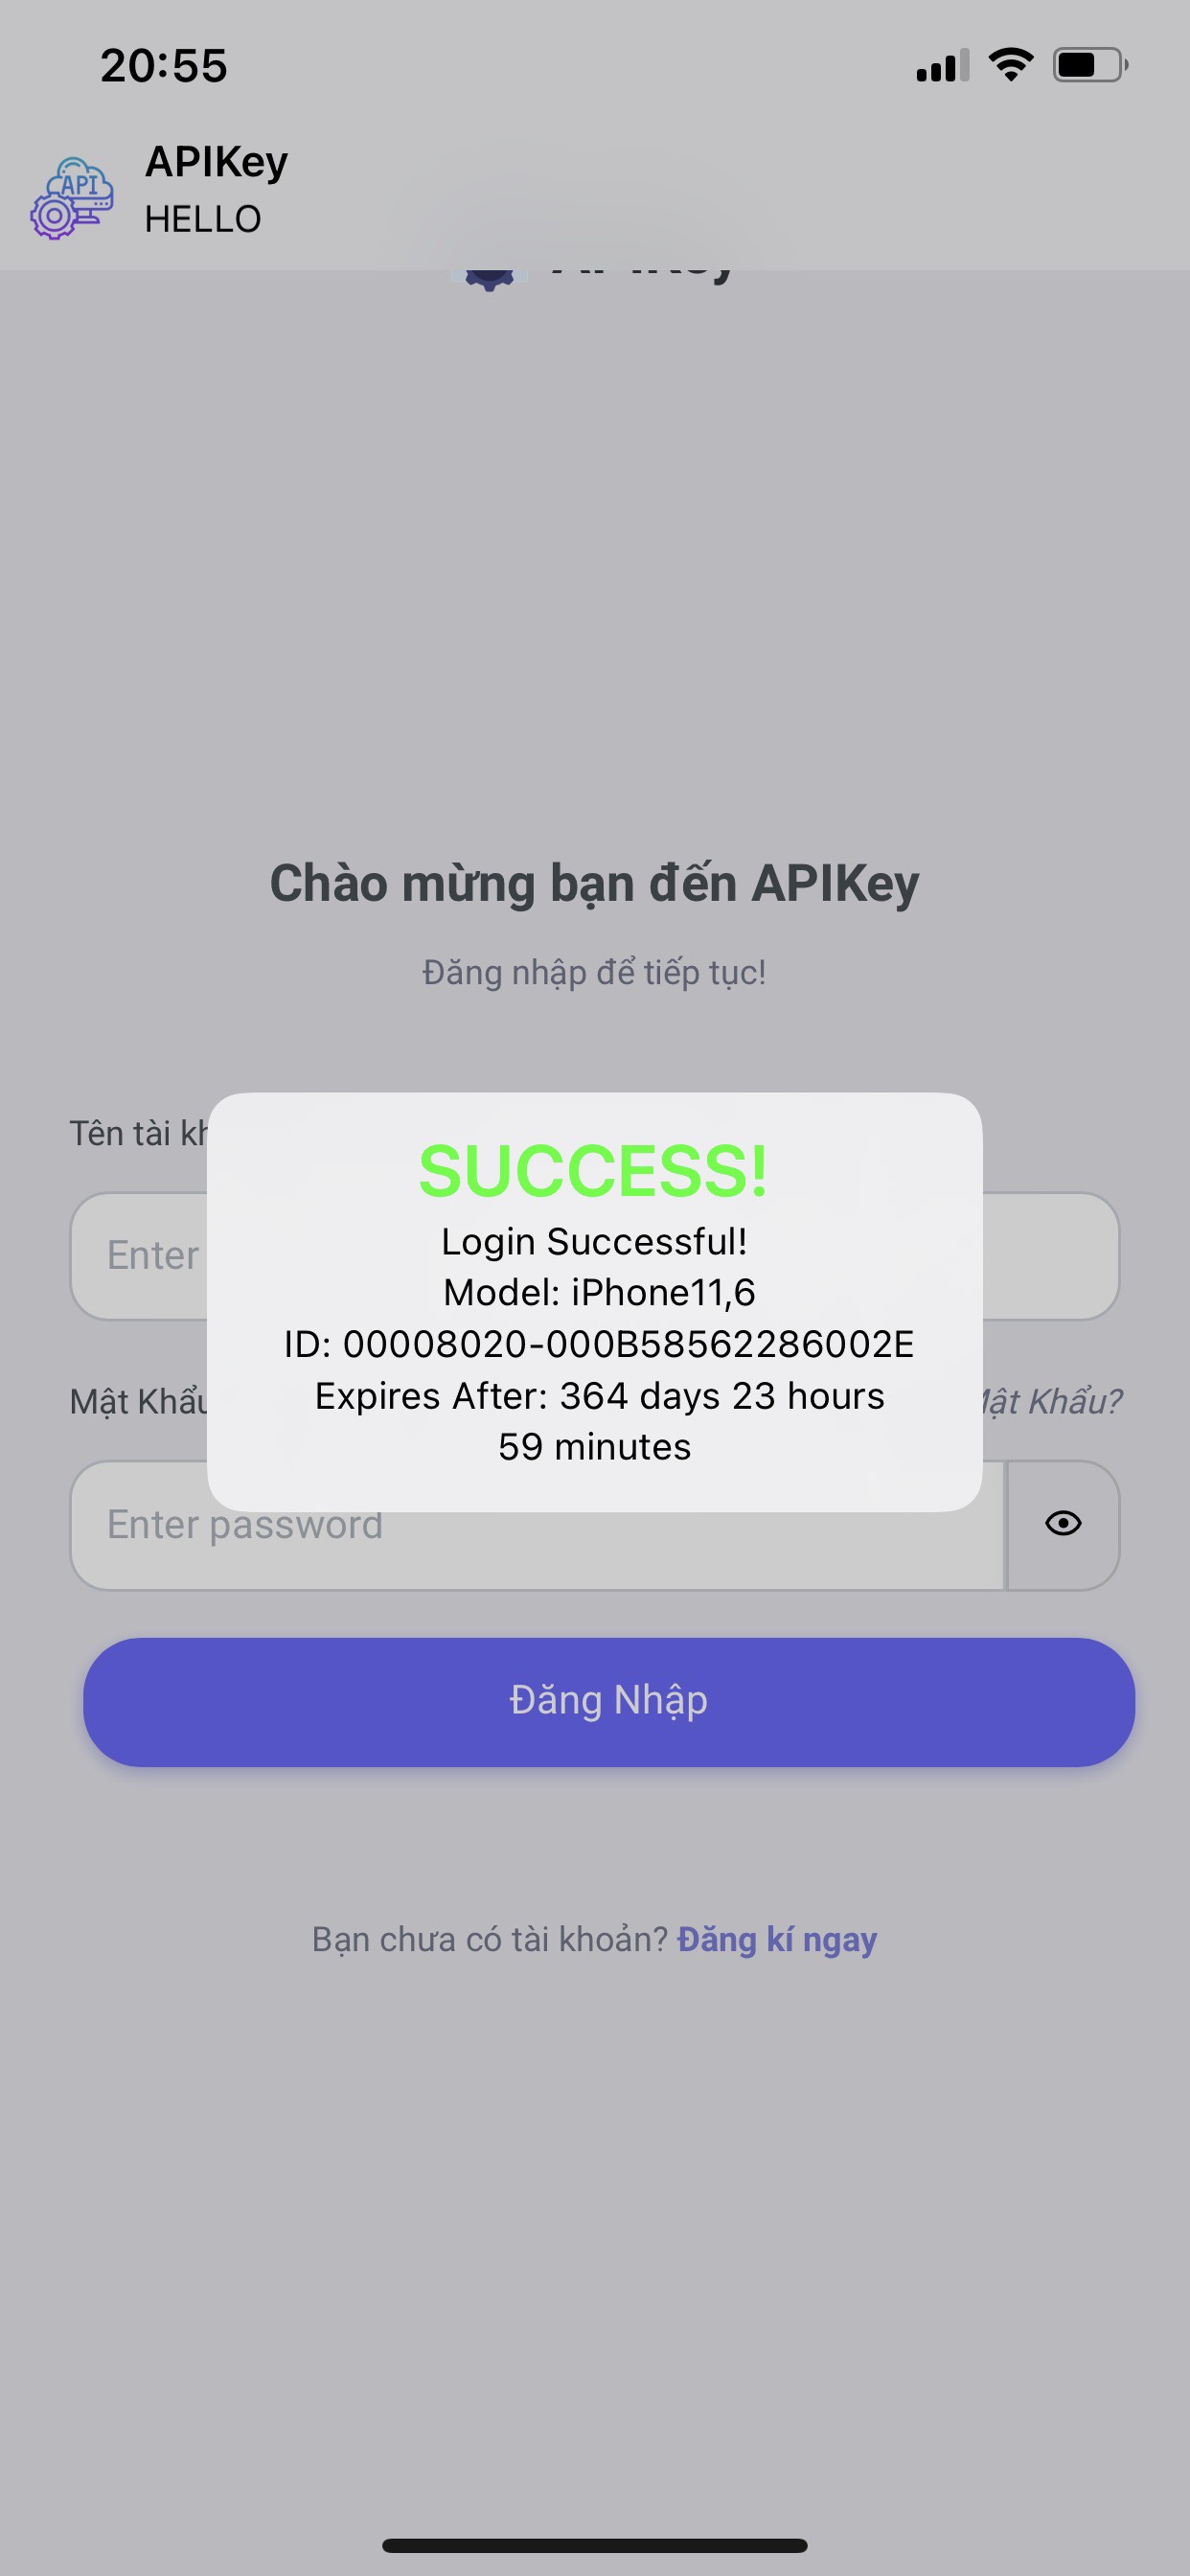 20:55
API
APIKey
HELLO
APIKey
Chào mừng bạn đến APIKey
Đăng nhập để tiếp tục!
Tên tài
SUCCESS!
Login Successful!
Model: iPhone11,6
ID: 00008020-000B58562286002E
Expires After: 364 days 23 hours
59 minutes
Enter
Mật Khẩu
Mật Khẩu?
Enter password
Đăng Nhập
Bạn chưa có tài khoản? Đăng kí ngay